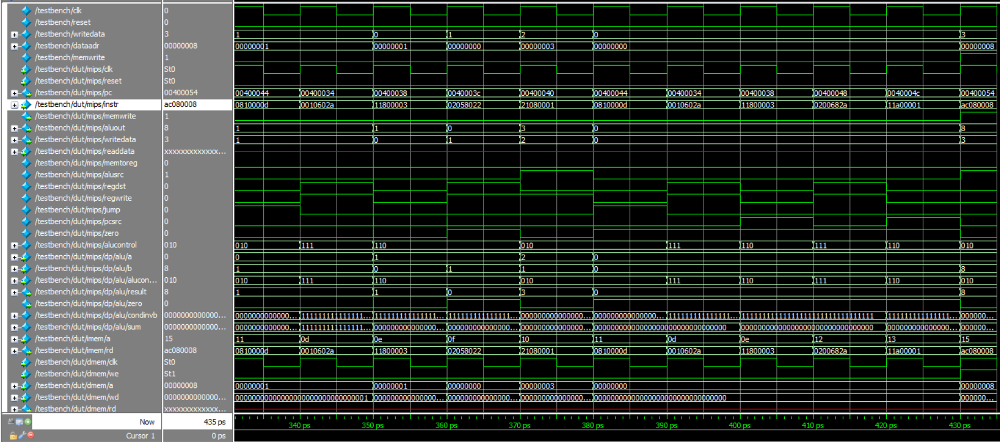 /testbench/clk 0
/testbench/reset 0
/testbench/writedata 3 1 0 1 2 0 3
/testbench/dataadr 00000008 00000001 00000001 00000000 00000003 00000000 00000008
/testbench/memwrite 1
/testbench/dut/mips/clk St0
/testbench/dut/mips/reset St0
/testbench/dut/mips/pc 00400054 00400044 00400034 00400038 0040003c 00400040 00400044 00400034 00400038 00400048 0040004c 00400054
/testbench/dut/mips/instr ac080008 0810000d 0010602a 11800003 02058022 21080001 0810000d 0010602a 11800003 0200682a 11a00001 ac080008
/testbench/dut/mips/memwrite 1
/testbench/dut/mips/aluout 8 1 1 0 3 0 8
/testbench/dut/mips/writedata 3 1 0 1 2 0 3
/testbench/dut/mips/readdata xxxxxxxxxxxxx...
/testbench/dut/mips/memtoreg 0
/testbench/dut/mips/alusrc 1
/testbench/dut/mips/regdst 0
/testbench/dut/mips/regwrite 0
/testbench/dut/mips/jump 0
/testbench/dut/mips/pcsrc 0
/testbench/dut/mips/zero 0
/testbench/dut/mips/alucontrol 010 010 111 110 010 111 110 111 110 010
/testbench/dut/mips/dp/alu/a 0 0 1 2 0
/testbench/dut/mips/dp/alu/b 8 1 0 1 1 0 8
/testbench/dut/mips/dp/alu/alucon... 010 010 111 110 010 111 110 111 110 010
/testbench/dut/mips/dp/alu/result 8 1 1 0 3 0 8
/testbench/dut/mips/dp/alu/zero 0
/testbench/dut/mips/dp/alu/condinvb 0000000000000... 0000000000000... 111111111111111... 111111111111111... 111111111111111... 000000000000000... 000000000000000... 111111111111111... 11111111111111111111111111111111 111111111111111... 000000...
/testbench/dut/mips/dp/alu/sum 0000000000000... 0000000000000... 111111111111111... 000000000000000... 000000000000000... 000000000000000... 00000000000000000000000000000000 00000000000000000000000000000000 000000000000000... 000000...
/testbench/dut/imem/a 15 11 0d 0e 0f 10 11 0d 0e 12 13 15
/testbench/dut/imem/rd ac080008 0810000d 0010602a 11800003 02058022 21080001 0810000d 0010602a 11800003 0200682a 11a00001 ac080008
/testbench/dut/dmem/clk St0
/testbench/dut/dmem/we St1
/testbench/dut/dmem/a 00000008 00000001 00000001 00000000 00000003 00000000 00000008
/testbench/dut/dmem/wd 0000000000000... 00000000000000000000000000000001 000000000000000... 000000000000000... 000000000000000... 00000000000000000000000000000000 000000...
/testbench/dut/dmem/rd xxxxxxxxxxxxx...
Now 435 ps 340 ps 350 ps 360 ps 370 ps 380 ps 390 ps 400 ps 410 ps 420 ps 430 ps
Cursor 1 0 ps